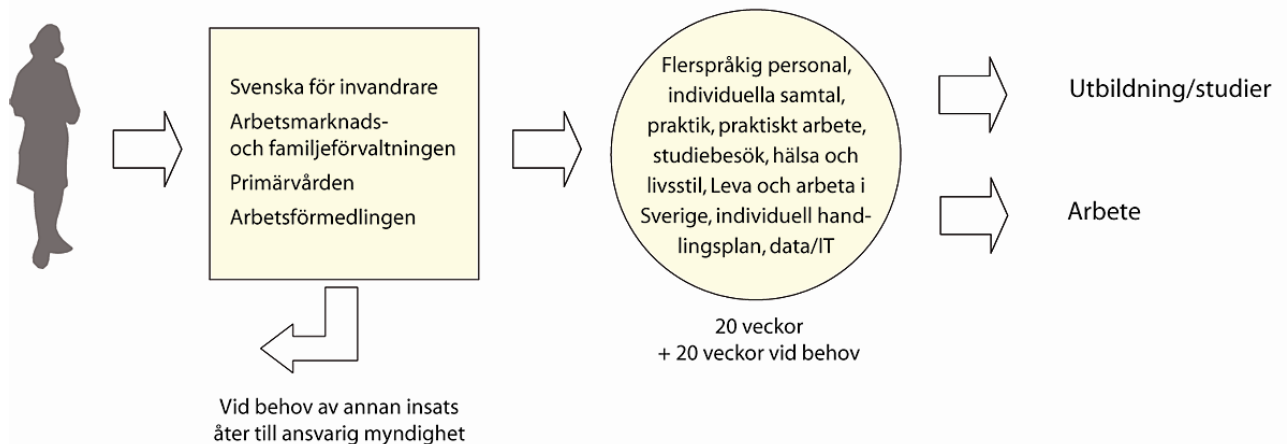 Svenska för invandrare
Arbetsmarknads-
och familjeförvaltningen
Primärvården
Arbetsförmedlingen
Vid behov av annan insats
åter till ansvarig myndighet
Flerspråkig personal,
individuella samtal,
praktik, praktiskt arbete,
studiebesök, hälsa och
livsstil, Leva och arbeta i
Sverige, individuell hand-
lingsplan, data/IT
20 veckor
+ 20 veckor vid behov
Utbildning/studier
Arbete